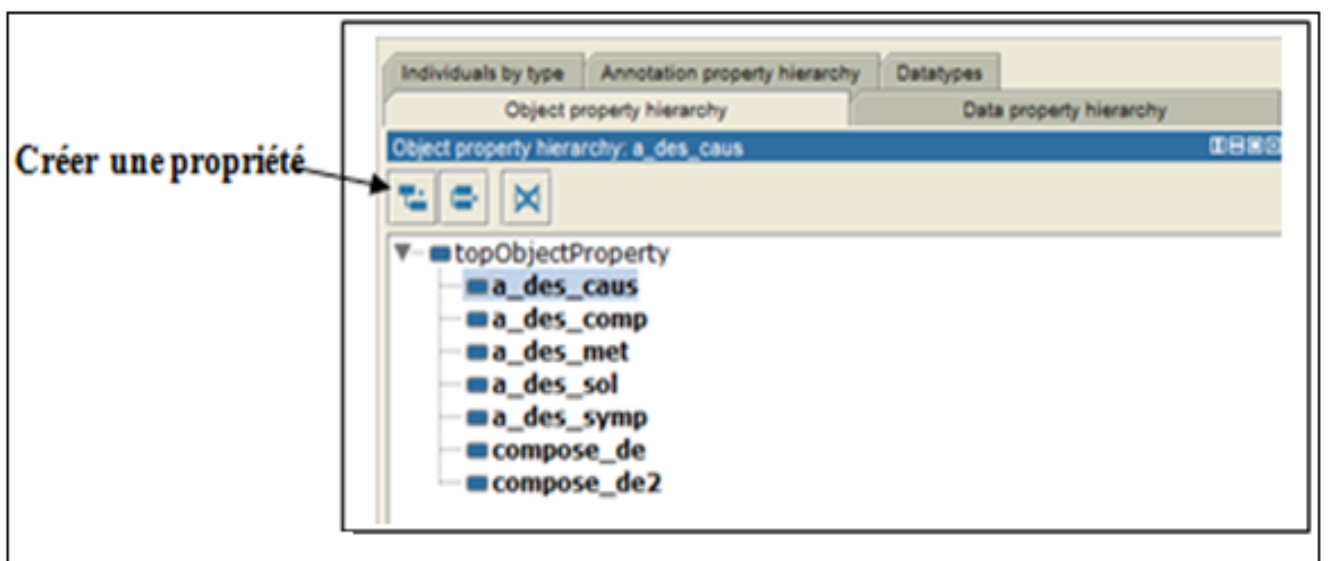 Individuals by type Annotation property hierarchy Datatypes
Object property hierarchy Data property hierarchy
Object property hierarchy: a_des_caus
Créer une propriété
topObjectProperty
a_des_caus
a_des_comp
a_des_met
a_des_sol
a_des_symp
compose_de
compose_de2